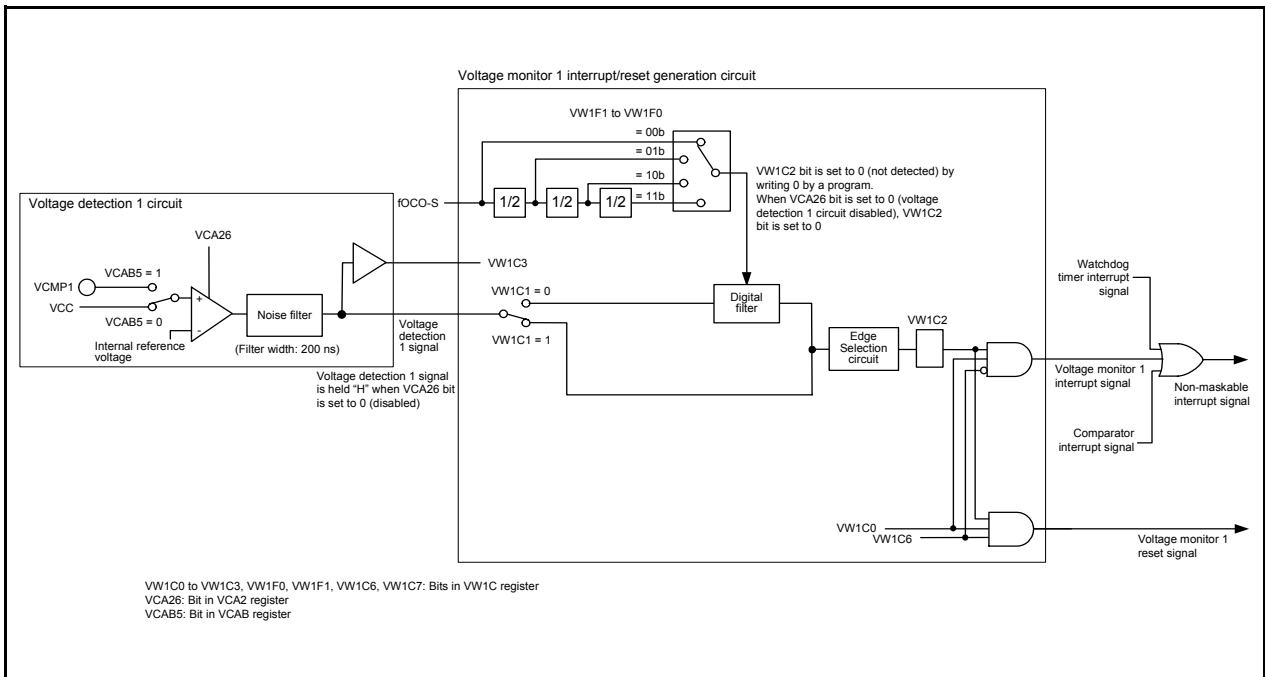 Voltage monitor 1 interrupt/reset generation circuit
VW1F1 to VW1F0
= 00b
= 01b
= 10b
= 11b
fOCO-S
1/2
1/2
1/2
VW1C2 bit is set to 0 (not detected) by
writing 0 by a program.
When VCA26 bit is set to 0 (voltage
detection 1 circuit disabled), VW1C2
bit is set to 0
Voltage detection 1 circuit
VCA26
VCMP1
VCAB5 = 1
VCC
VCAB5 = 0
+
-
Internal reference
voltage
Noise filter
(Filter width: 200 ns)
VW1C3
Voltage
detection
1 signal
Voltage detection 1 signal
is held “H” when VCA26 bit
is set to 0 (disabled)
VW1C1 = 0
VW1C1 = 1
Digital
filter
Edge
Selection
circuit
VW1C2
Watchdog
timer interrupt
signal
Voltage monitor 1
interrupt signal
Non-maskable
interrupt signal
Comparator
interrupt signal
VW1C0
VW1C6
Voltage monitor 1
reset signal
VW1C0 to VW1C3, VW1F0, VW1F1, VW1C6, VW1C7: Bits in VW1C register
VCA26: Bit in VCA2 register
VCAB5: Bit in VCAB register